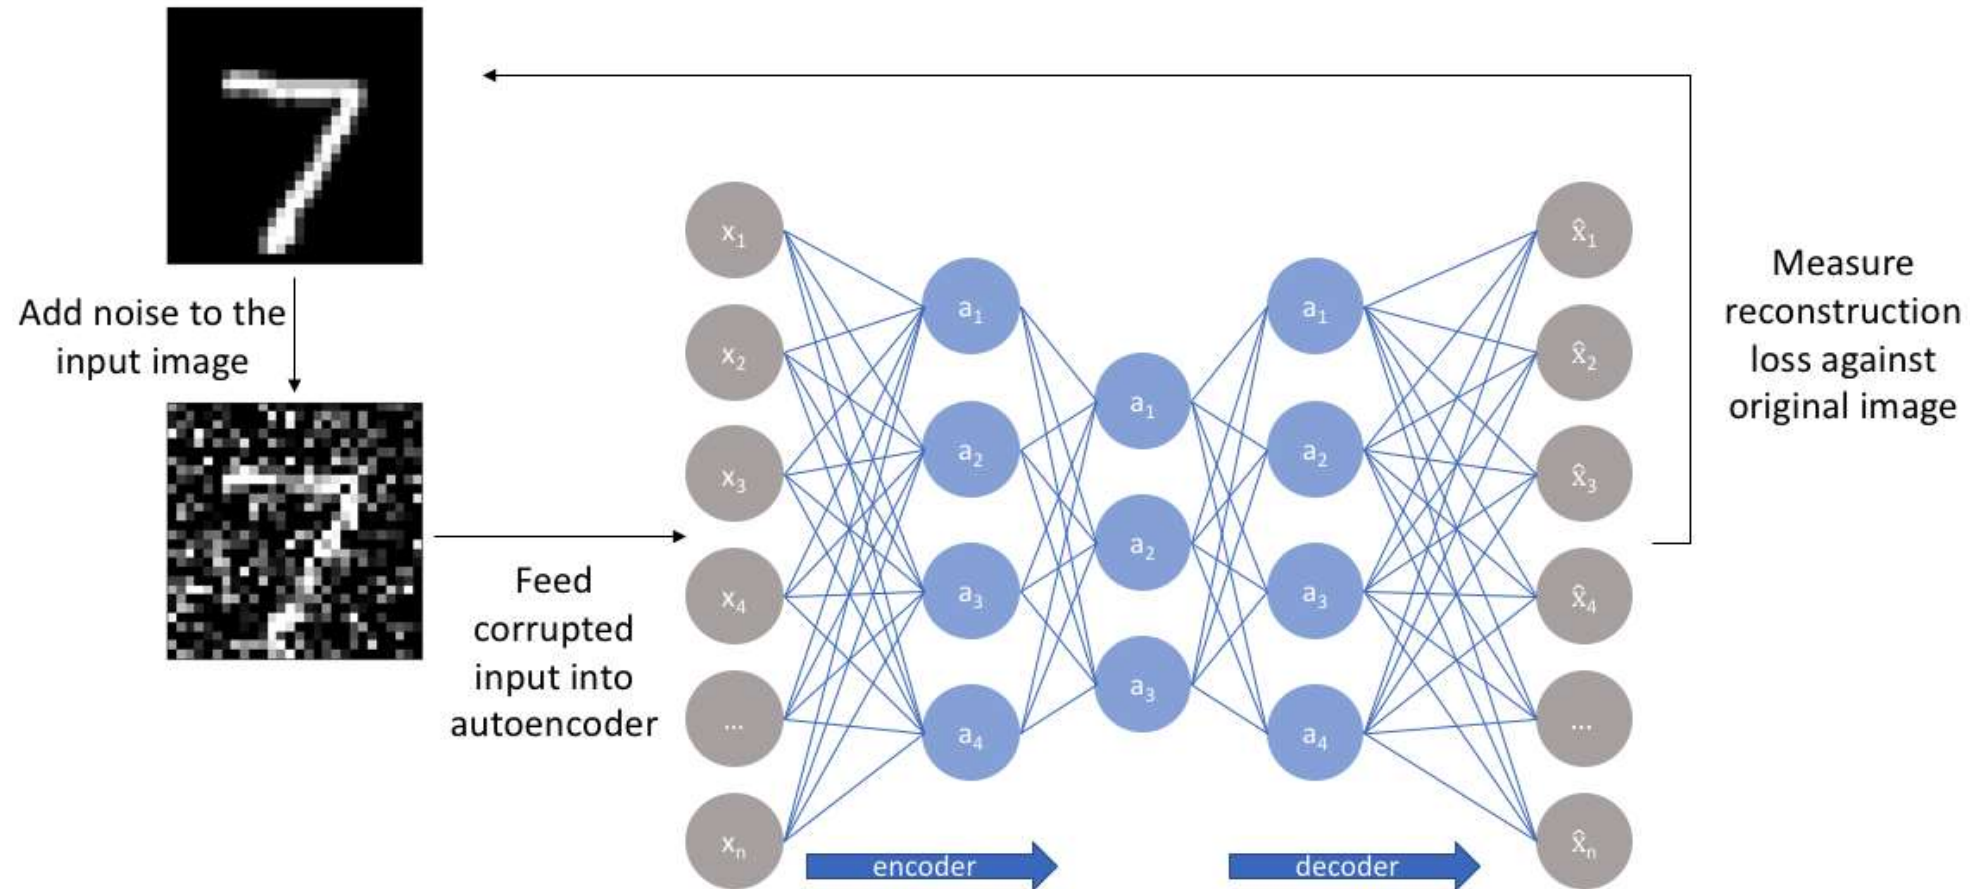 Add noise to the
input image
Feed
corrupted
input into
autoencoder
x₁
x₂
x₃
x₄
...
xₙ
a₁
a₂
a₃
a₄
a₁
a₂
a₃
a₁
a₂
a₃
a₄
x̂₁
x̂₂
x̂₃
x̂₄
...
x̂ₙ
encoder
decoder
Measure
reconstruction
loss against
original image